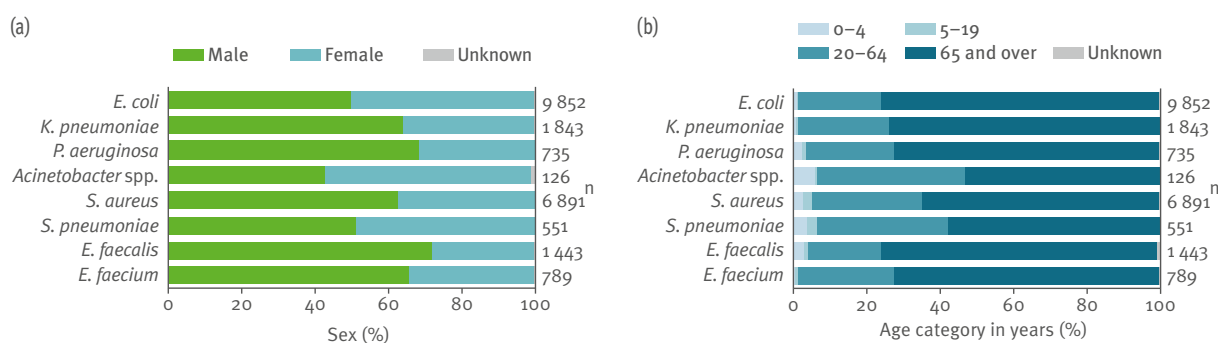 (a)
Male Female Unknown
E. coli 9 852
K. pneumoniae 1 843
P. aeruginosa 735
Acinetobacter spp. 126
n
S. aureus 6 891
S. pneumoniae 551
E. faecalis 1 443
E. faecium 789
0 20 40 60 80 100
Sex (%)
(b)
0–4 5–19
20–64 65 and over Unknown
E. coli 9 852
K. pneumoniae 1 843
P. aeruginosa 735
Acinetobacter spp. 126
n
S. aureus 6 891
S. pneumoniae 551
E. faecalis 1 443
E. faecium 789
0 20 40 60 80 100
Age category in years (%)